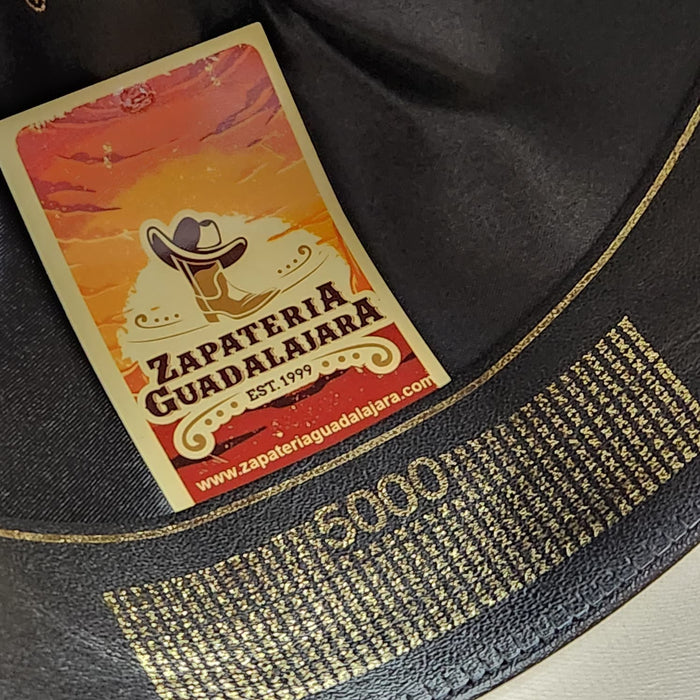 ZAPATERIA
GUADALAJARA
EST. 1999
www.zapateriaguadalajara.com
5000